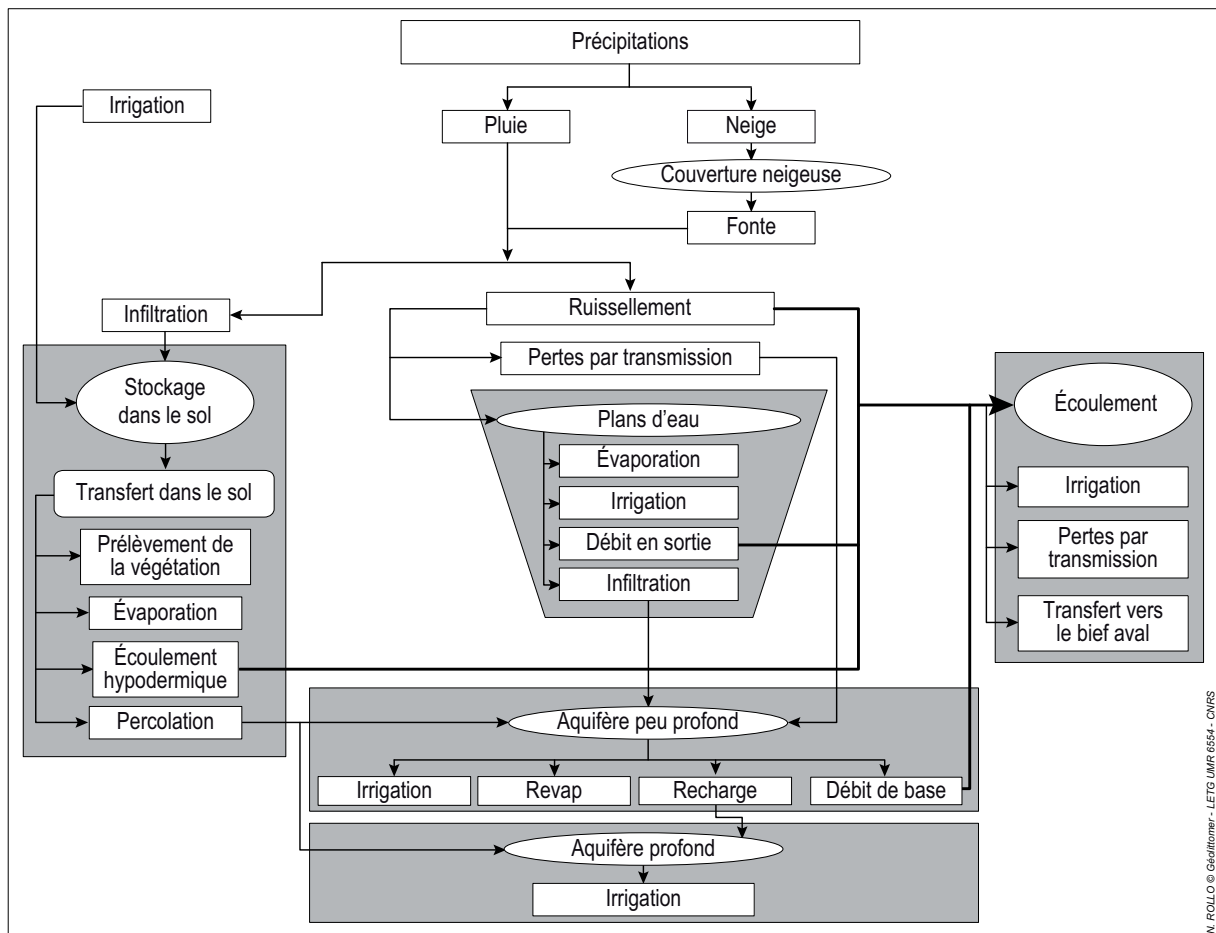 Précipitations
Irrigation
Pluie
Neige
Couverture neigeuse
Fonte
Infiltration
Ruissellement
Pertes par transmission
Stockage
dans le sol
Plans d'eau
Écoulement
Évaporation
Transfert dans le sol
Irrigation
Irrigation
Prélèvement de
la végétation
Débit en sortie
Pertes par
transmission
Infiltration
Évaporation
Transfert vers
le bief aval
Écoulement
hypodermique
Percolation
Aquifère peu profond
Irrigation
Revap
Recharge
Débit de base
Aquifère profond
Irrigation
N. ROLLO © Géolittomer - LETG UMR 6554 - CNRS